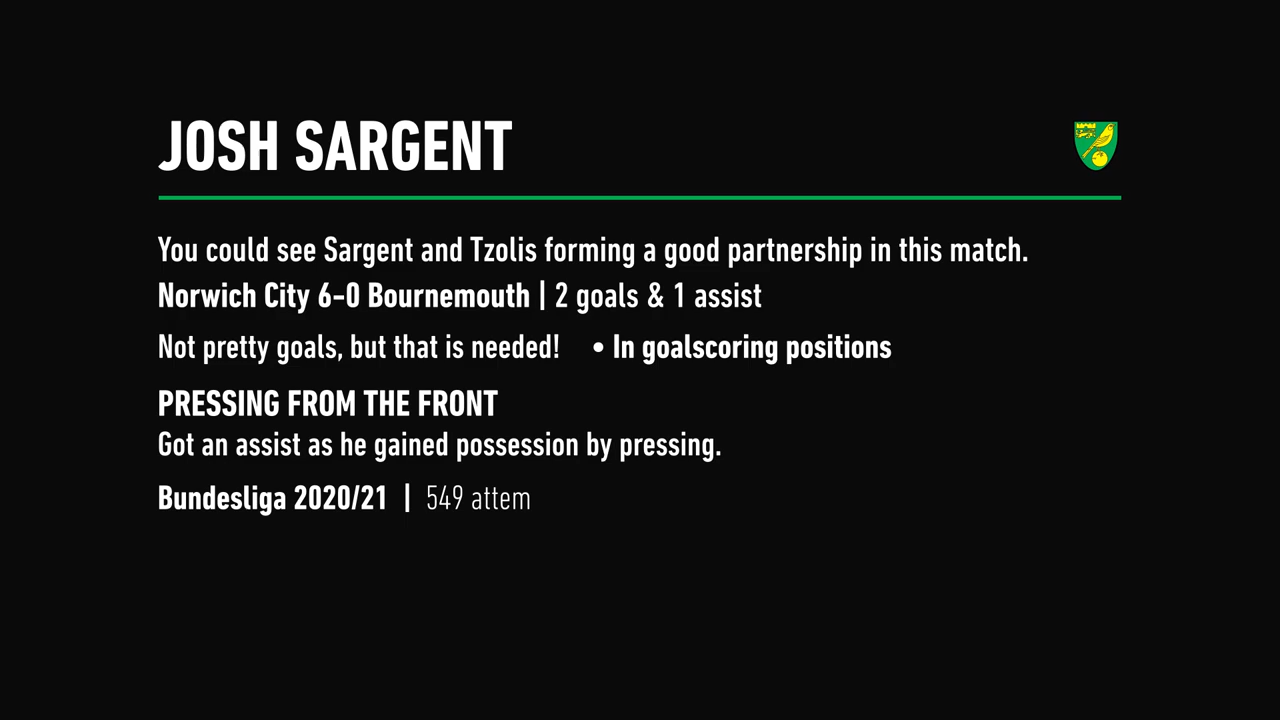 JOSH SARGENT
You could see Sargent and Tzolis forming a good partnership in this match.
Norwich City 6-0 Bournemouth | 2 goals & 1 assist
Not pretty goals, but that is needed! • In goalscoring positions
PRESSING FROM THE FRONT
Got an assist as he gained possession by pressing.
Bundesliga 2020/21 | 549 attem